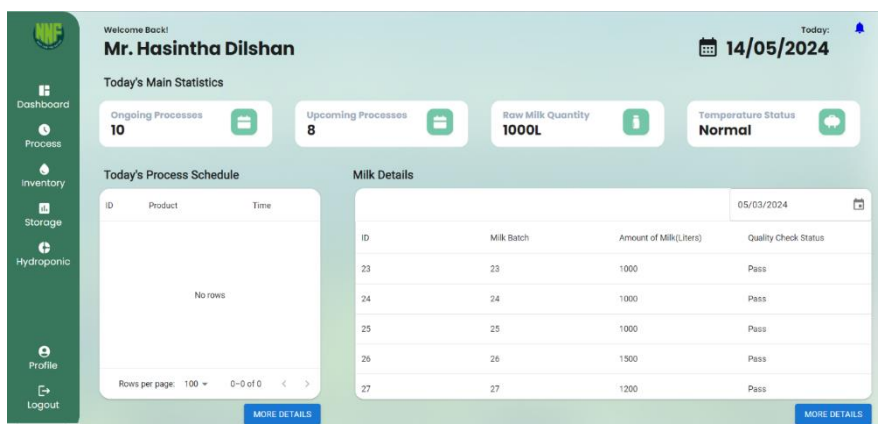 NNF
Welcome Back!
Mr. Hasintha Dilshan
Today:
14/05/2024
Today's Main Statistics
Dashboard
Process
Inventory
Storage
Hydroponic
Profile
Logout
Ongoing Processes
10
Upcoming Processes
8
Raw Milk Quantity
1000L
Temperature Status
Normal
Today's Process Schedule
ID Product Time
No rows
Rows per page: 100 0–0 of 0
MORE DETAILS
Milk Details
05/03/2024
ID Milk Batch Amount of Milk(Liters) Quality Check Status
23 23 1000 Pass
24 24 1000 Pass
25 25 1000 Pass
26 26 1500 Pass
27 27 1200 Pass
MORE DETAILS